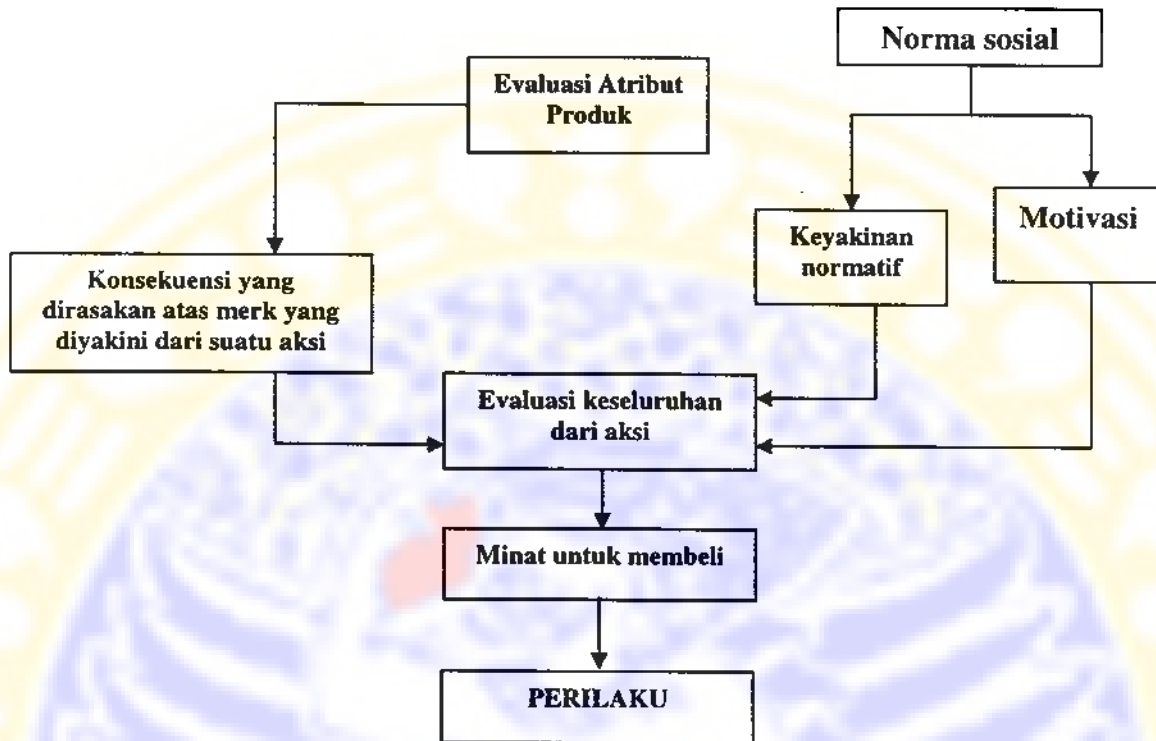 Norma sosial
Evaluasi Atribut
Produk
Keyakinan
normatif
Motivasi
Konsekuensi yang
dirasakan atas merk yang
diyakini dari suatu aksi
Evaluasi keseluruhan
dari aksi
Minat untuk membeli
PERILAKU